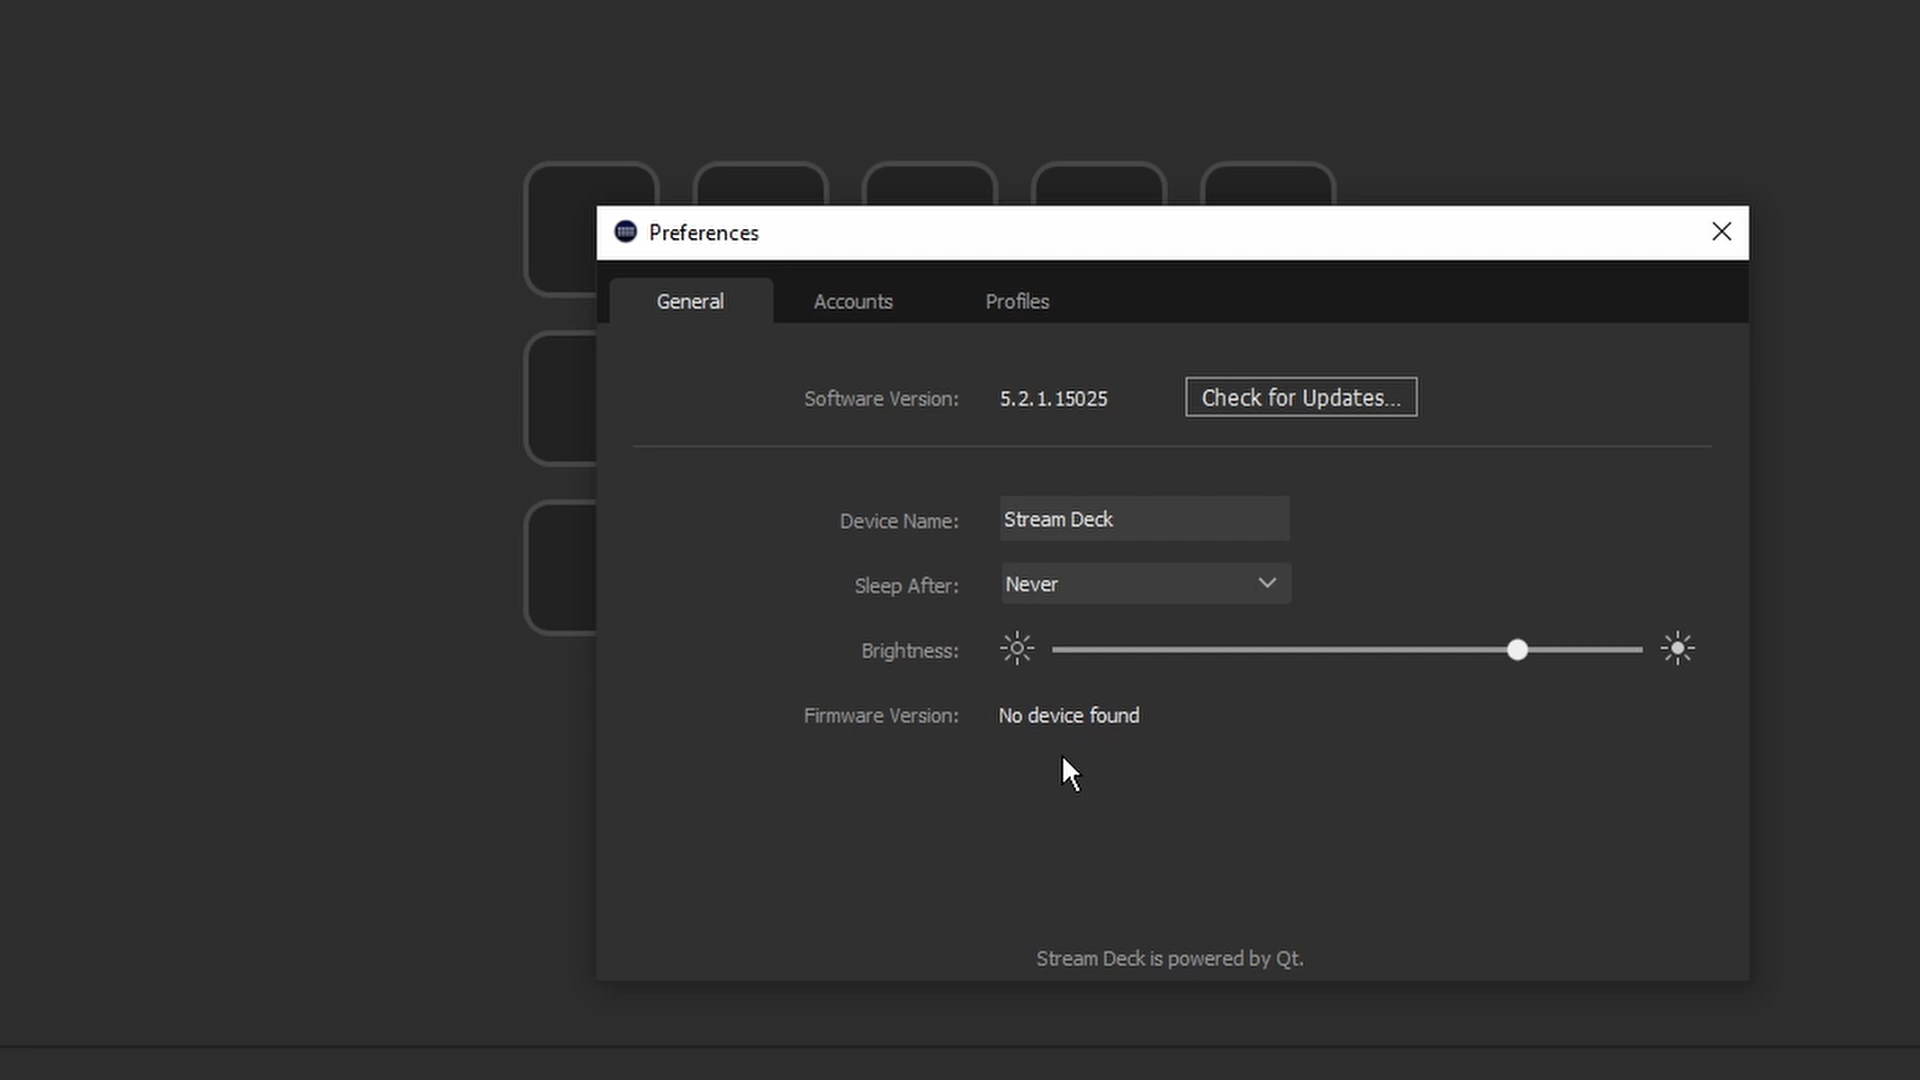 Preferences
General Accounts Profiles
Software Version: 5.2.1.15025 Check for Updates...
Device Name: Stream Deck
Sleep After: Never
Brightness:
Firmware Version: No device found
Stream Deck is powered by Qt.